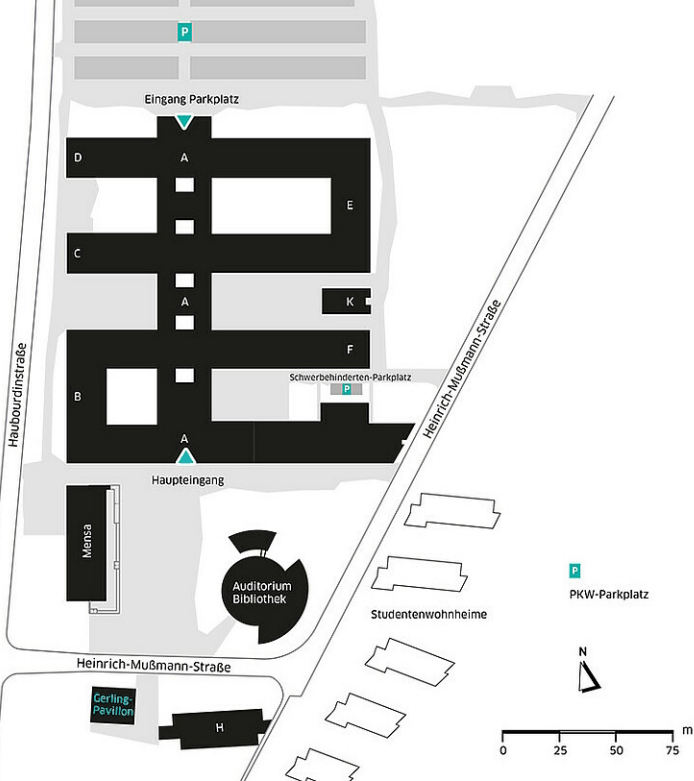 P
Eingang Parkplatz
D
A
E
C
A
K
F
Schwerbehinderten-Parkplatz
P
B
A
Haupteingang
Haubourdinstraße
Heinrich-Mußmann-Straße
Mensa
Auditorium
Bibliothek
P
PKW-Parkplatz
Studentenwohnheime
Heinrich-Mußmann-Straße
N
Gerling-
Pavillon
H
m
0 25 50 75